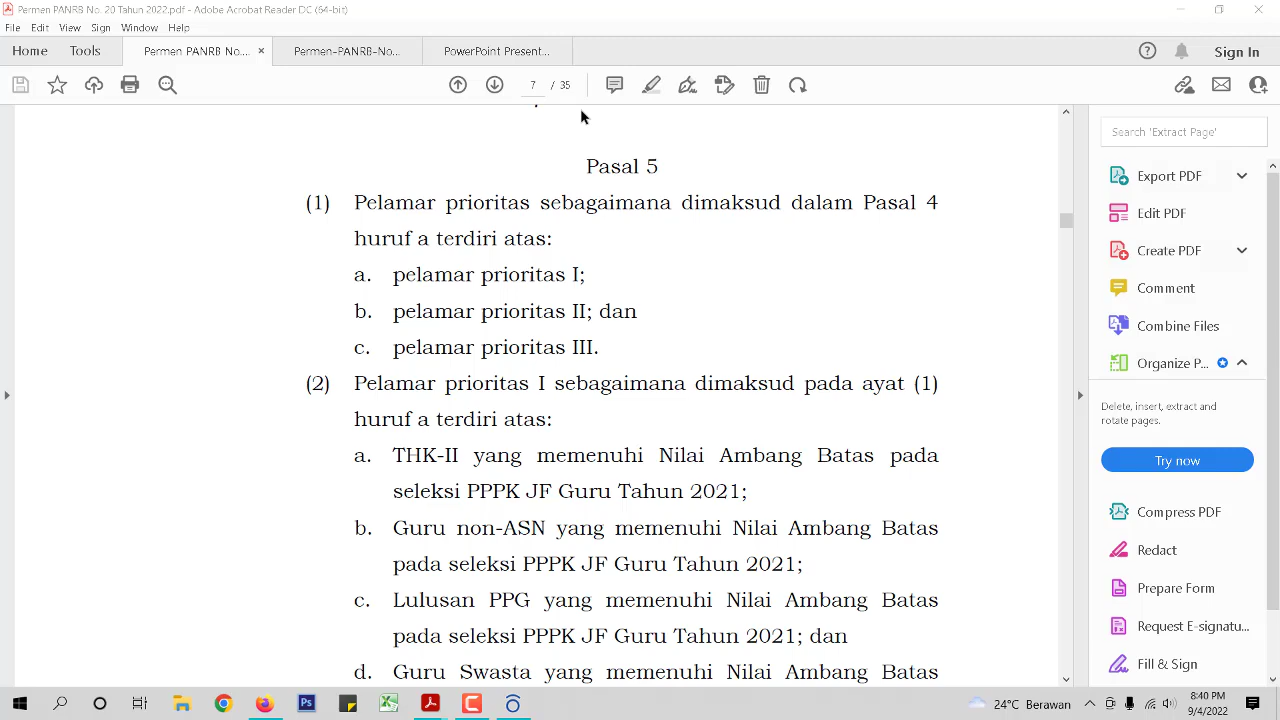 Permen PANRB No. 20 Tahun 2022.pdf - Adobe Acrobat Reader DC (64-bit)
File Edit View Sign Window Help
Home Tools Permen PANRB No... × Permen-PANRB-No... PowerPoint Present... Sign In
7 / 35
Pasal 5
(1) Pelamar prioritas sebagaimana dimaksud dalam Pasal 4
huruf a terdiri atas:
a. pelamar prioritas I;
b. pelamar prioritas II; dan
c. pelamar prioritas III.
(2) Pelamar prioritas I sebagaimana dimaksud pada ayat (1)
huruf a terdiri atas:
a. THK-II yang memenuhi Nilai Ambang Batas pada
seleksi PPPK JF Guru Tahun 2021;
b. Guru non-ASN yang memenuhi Nilai Ambang Batas
pada seleksi PPPK JF Guru Tahun 2021;
c. Lulusan PPG yang memenuhi Nilai Ambang Batas
pada seleksi PPPK JF Guru Tahun 2021; dan
d. Guru Swasta yang memenuhi Nilai Ambang Batas
Search 'Extract Page'
Export PDF
Edit PDF
Create PDF
Comment
Combine Files
Organize P...
Delete, insert, extract and
rotate pages.
Try now
Compress PDF
Redact
Prepare Form
Request E-signatu...
Fill & Sign
Ps
24°C Berawan
8:40 PM
9/4/2022